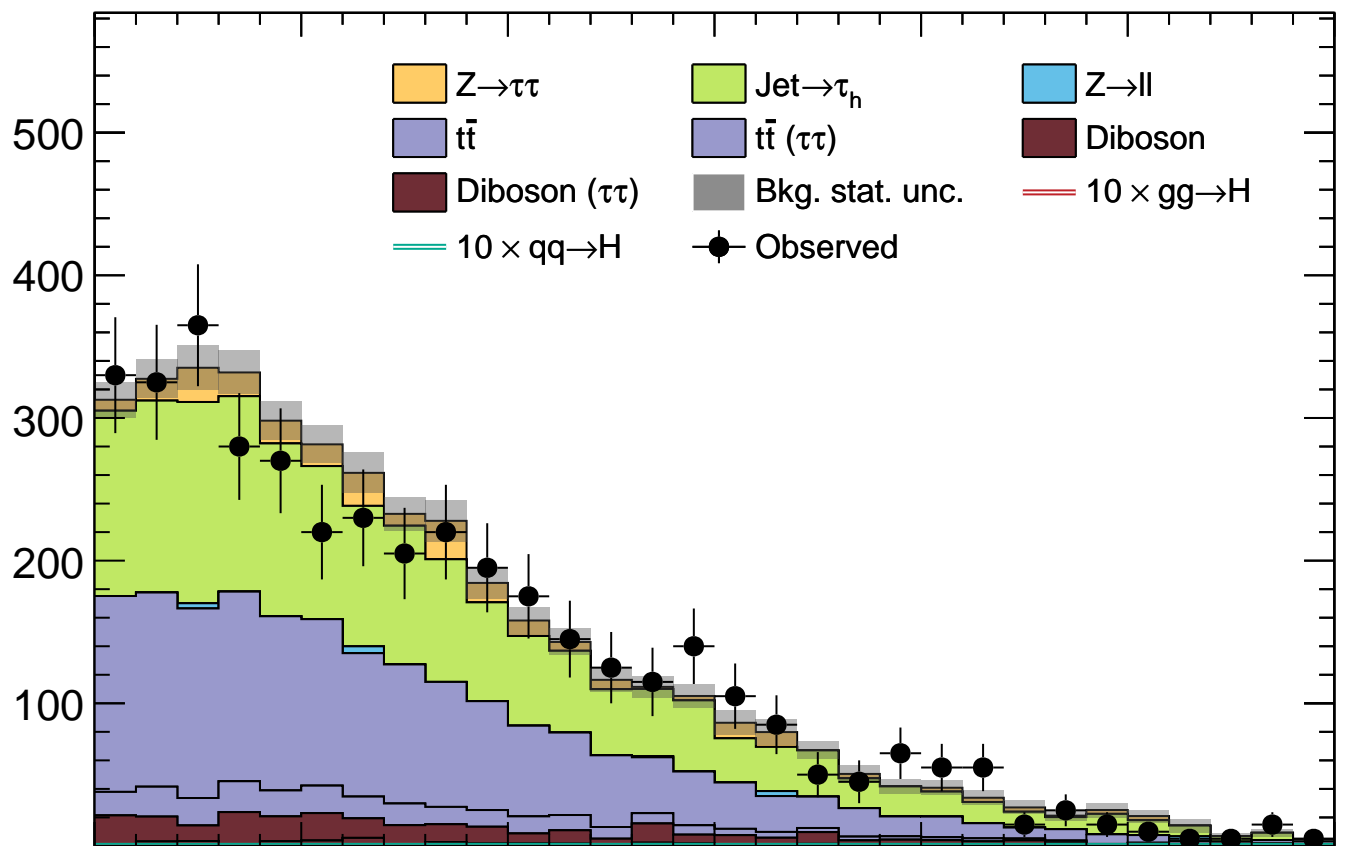 Z→ττ Jet→τh Z→ll
tt̄ tt̄ (ττ) Diboson
Diboson (ττ) Bkg. stat. unc. 10 × gg→H
10 × qq→H Observed
500
400
300
200
100